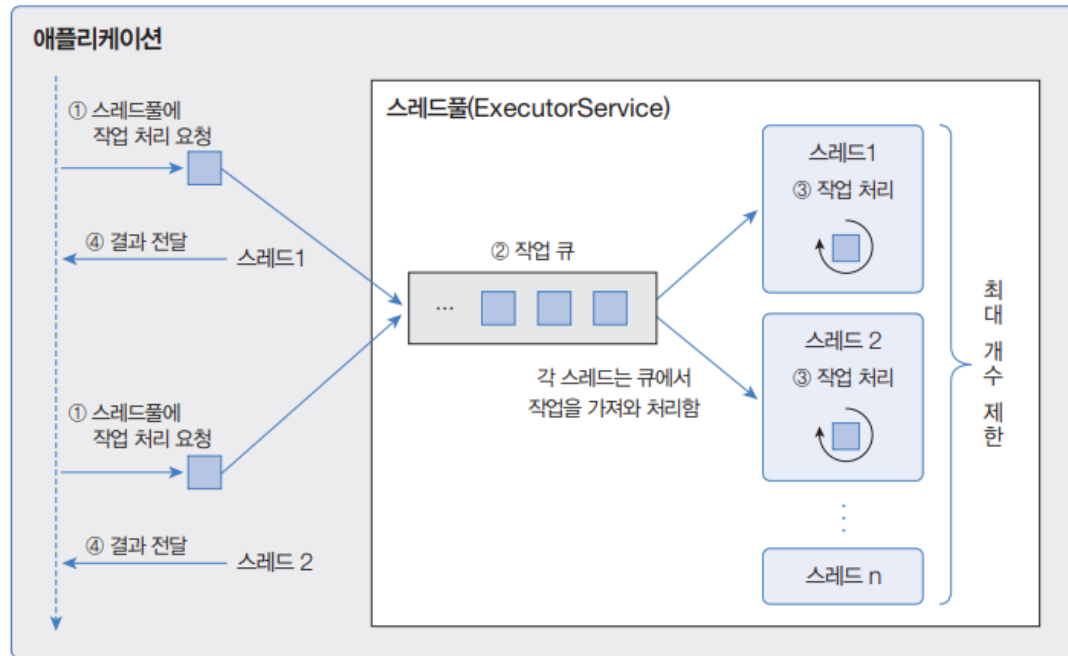 애플리케이션
① 스레드풀에
작업 처리 요청
④ 결과 전달
스레드1
① 스레드풀에
작업 처리 요청
④ 결과 전달
스레드 2
스레드풀(ExecutorService)
② 작업 큐
...
각 스레드는 큐에서
작업을 가져와 처리함
스레드1
③ 작업 처리
스레드 2
③ 작업 처리
⋮
스레드 n
최대 개수 제한